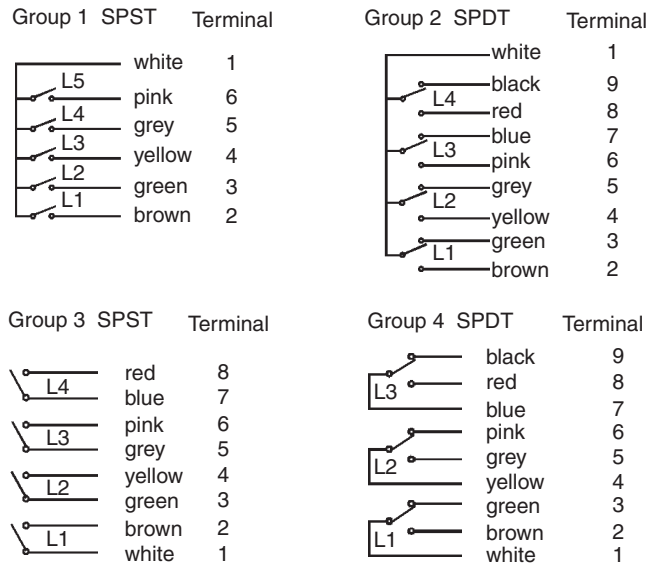 Group 1 SPST Terminal
white 1
L5
pink 6
L4
grey 5
L3
yellow 4
L2
green 3
L1
brown 2
Group 2 SPDT Terminal
white 1
black 9
L4
red 8
blue 7
L3
pink 6
grey 5
L2
yellow 4
green 3
L1
brown 2
Group 3 SPST Terminal
red 8
L4
blue 7
pink 6
L3
grey 5
yellow 4
L2
green 3
brown 2
L1
white 1
Group 4 SPDT Terminal
black 9
L3
red 8
blue 7
pink 6
L2
grey 5
yellow 4
green 3
L1
brown 2
white 1